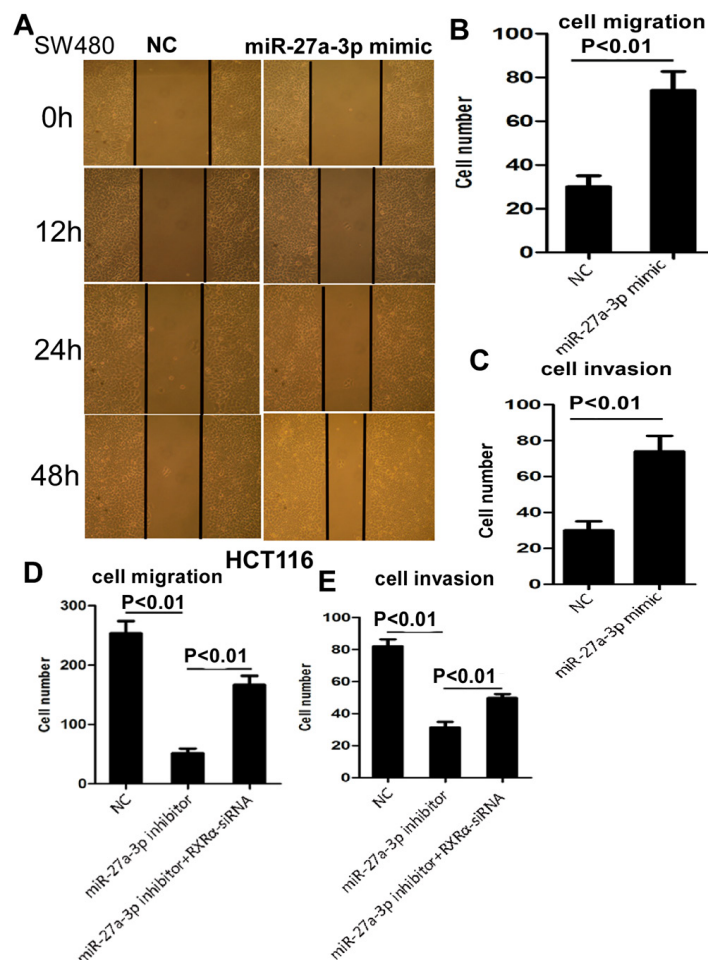 A
SW480
NC
miR-27a-3p mimic
0h
12h
24h
48h
B
cell migration
P<0.01
Cell number
100
80
60
40
20
0
NC
miR-27a-3p mimic
C
cell invasion
P<0.01
Cell number
100
80
60
40
20
0
NC
miR-27a-3p mimic
HCT116
D
cell migration
P<0.01
P<0.01
Cell number
300
200
100
0
NC
miR-27a-3p inhibitor
miR-27a-3p inhibitor+RXRα-siRNA
E
cell invasion
P<0.01
P<0.01
Cell number
100
80
60
40
20
0
NC
miR-27a-3p inhibitor
miR-27a-3p inhibitor+RXRα-siRNA